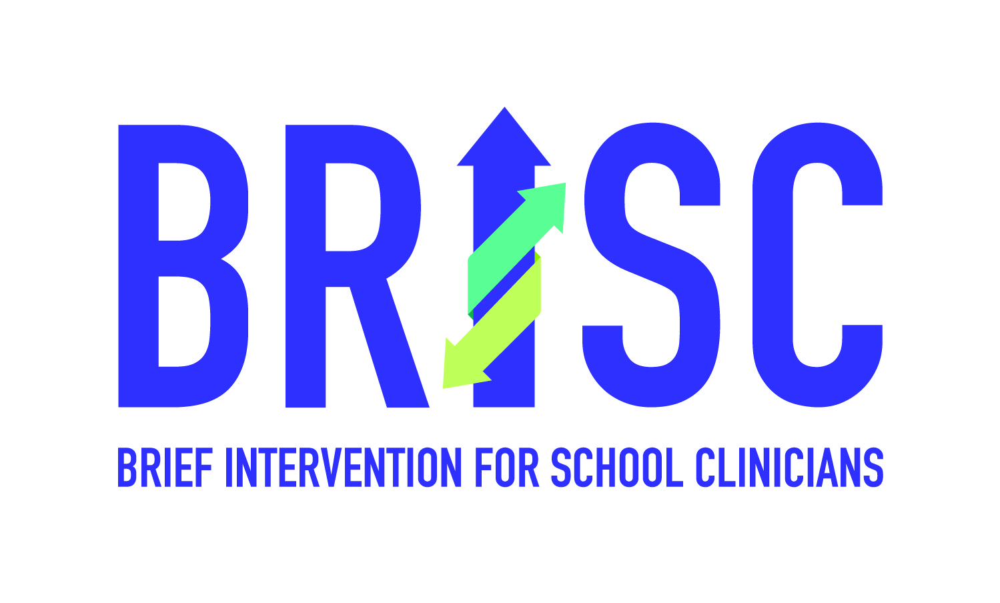 BRISC
BRIEF INTERVENTION FOR SCHOOL CLINICIANS